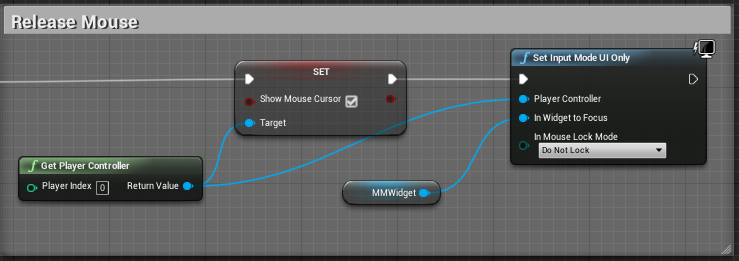 Release Mouse
SET
Show Mouse Cursor
Target
f Set Input Mode UI Only
Player Controller
In Widget to Focus
In Mouse Lock Mode
Do Not Lock
f Get Player Controller
Player Index 0 Return Value
MMWidget